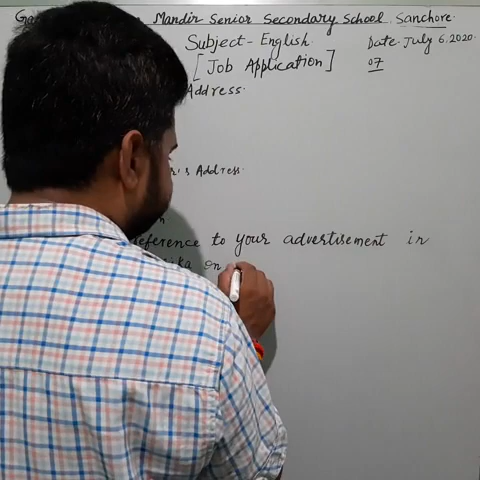 Mandir Senior Secondary School. Sanchore.
Subject - English. Date. July 6. 2020.
[Job Application] 07
Address.
Address.
reference to your advertisement in
on